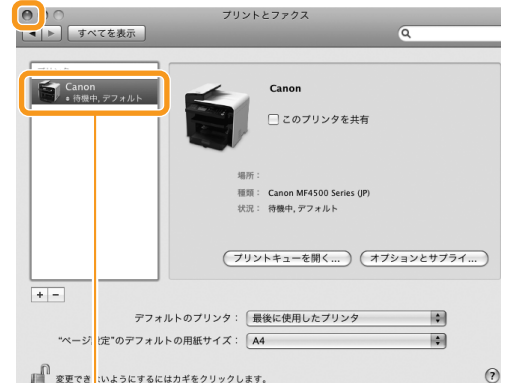 プリントとファクス
すべてを表示
Canon
待機中, デフォルト
Canon
このプリンタを共有
場所：
種類： Canon MF4500 Series (JP)
状況： 待機中, デフォルト
プリントキューを開く... オプションとサプライ...
+ −
デフォルトのプリンタ： 最後に使用したプリンタ
"ページ設定"のデフォルトの用紙サイズ： A4
変更できないようにするにはカギをクリックします。 ?